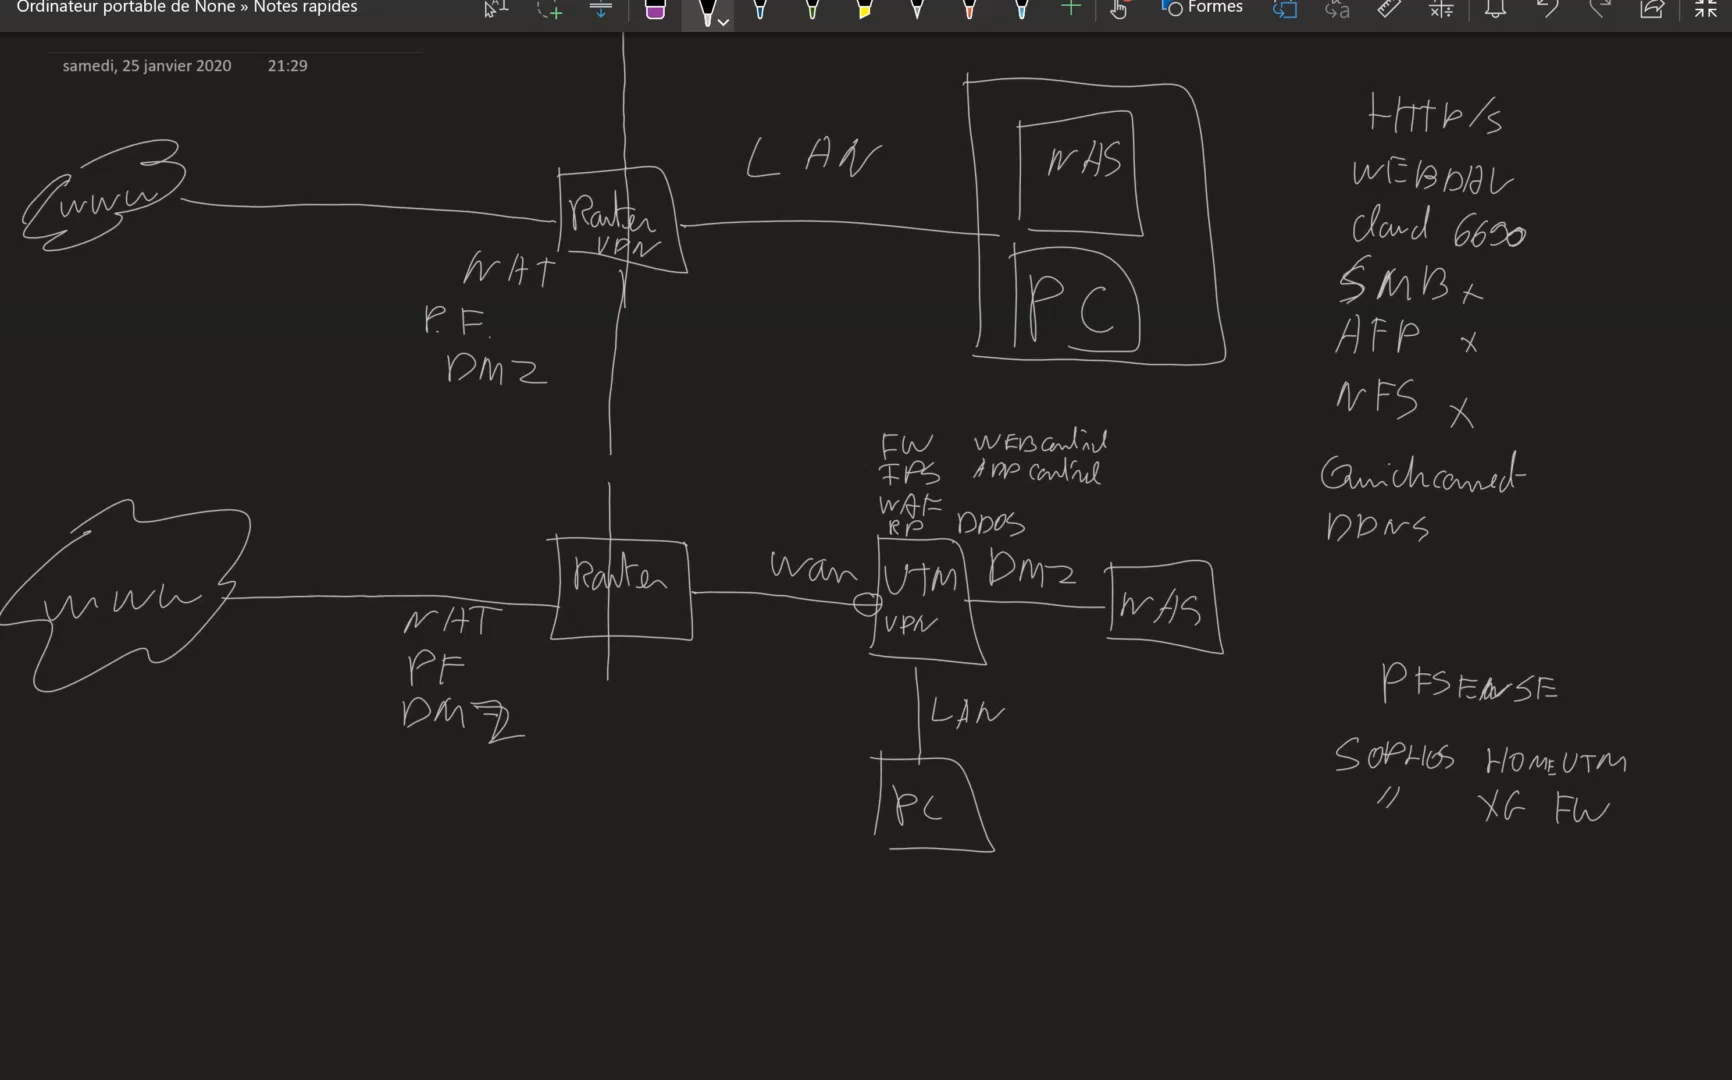 Ordinateur portable de None » Notes rapides
Formes
samedi, 25 janvier 2020 21:29
www
Router
VPN
LAN
NAS
PC
NAT
P.F.
DMZ
HTTP/S
WEBDAV
cloud 6690
SMB x
AFP x
NFS x
Quickconnect
DDNS
www
Router
NAT
PF
DMZ
wan
FW WEB control
IPS APP control
WAF
RP DDOS
UTM
VPN
DMZ
NAS
LAN
PC
PFSENSE
SOPHOS HOME UTM
" XG FW